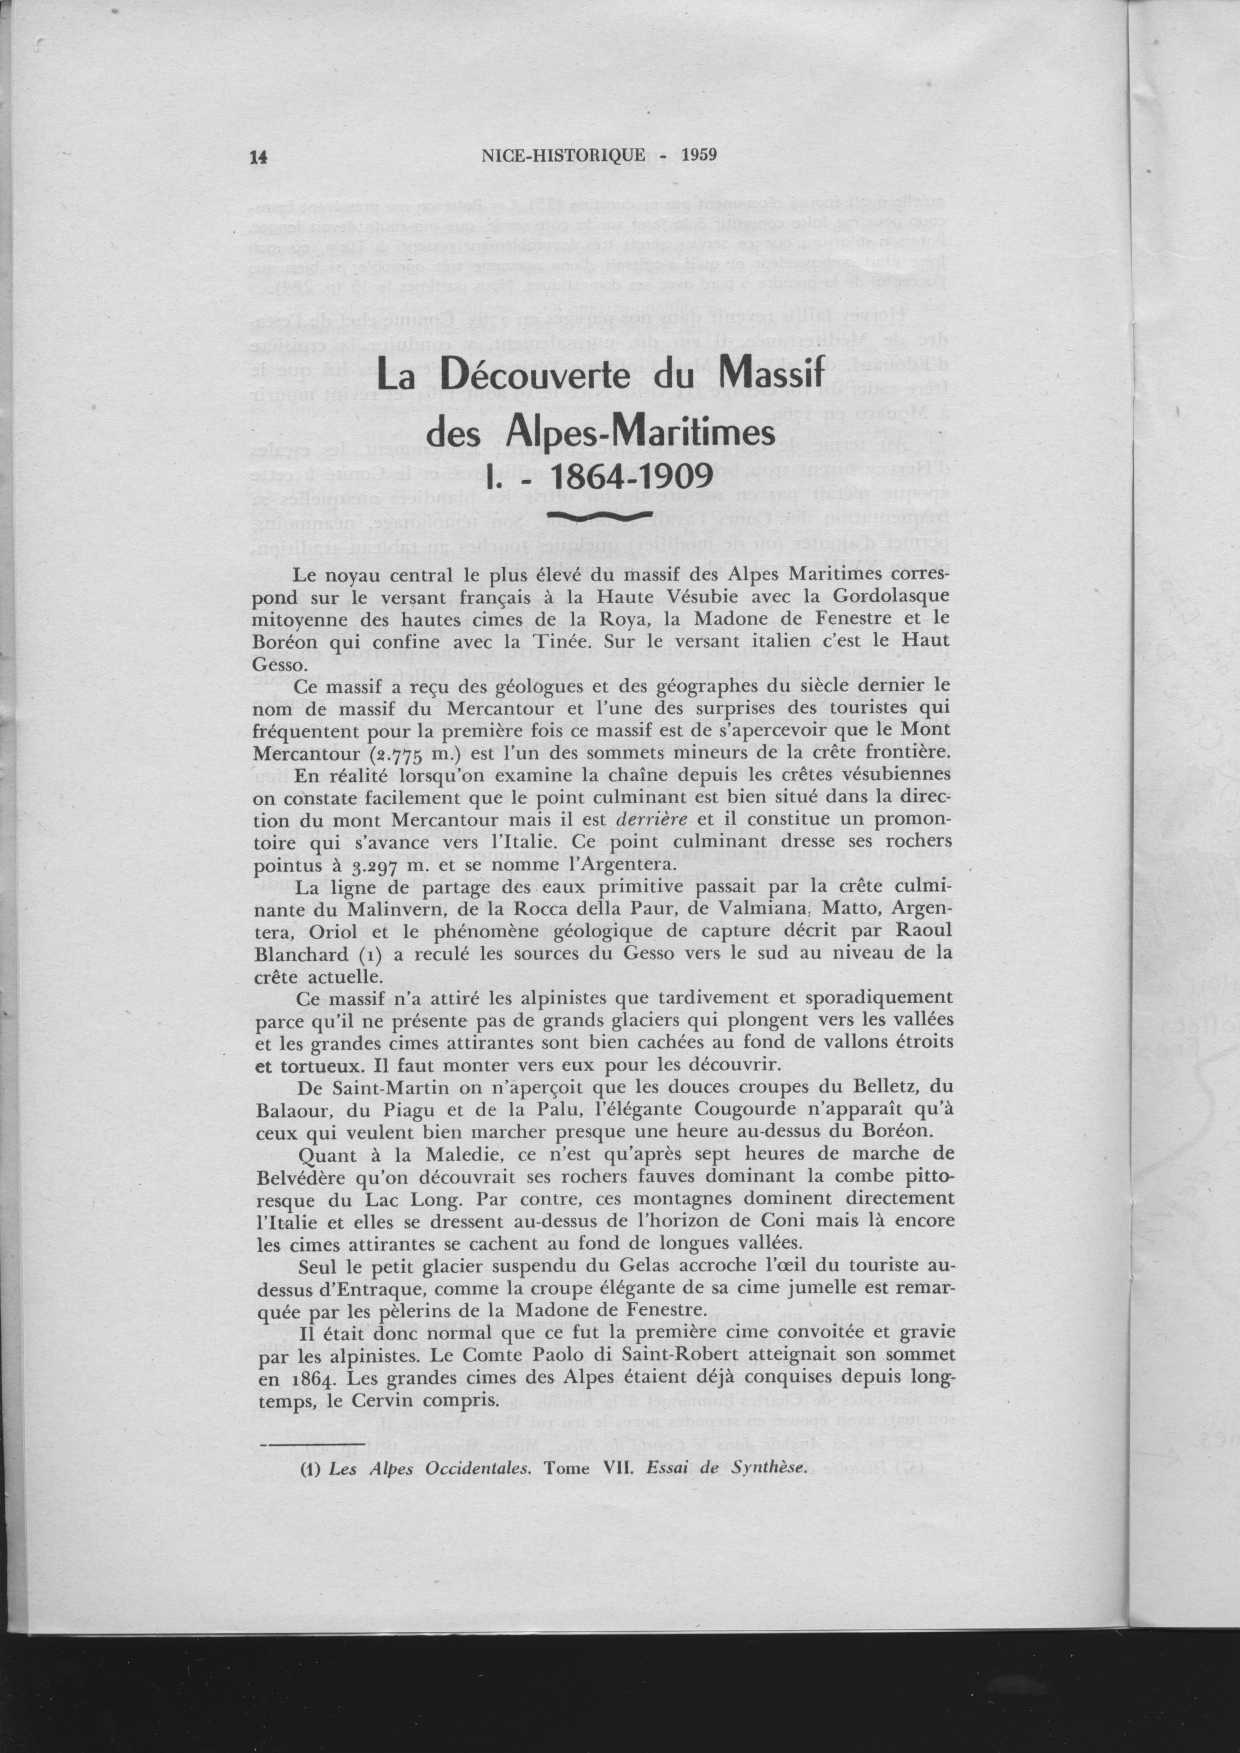 14
NICE-HISTORIQUE - 1959
La Découverte du Massif
des Alpes-Maritimes
I. - 1864-1909
Le noyau central le plus élevé du massif des Alpes Maritimes corres-
pond sur le versant français à la Haute Vésubie avec la Gordolasque
mitoyenne des hautes cimes de la Roya, la Madone de Fenestre et le
Boréon qui confine avec la Tinée. Sur le versant italien c'est le Haut
Gesso.
Ce massif a reçu des géologues et des géographes du siècle dernier le
nom de massif du Mercantour et l'une des surprises des touristes qui
fréquentent pour la première fois ce massif est de s'apercevoir que le Mont
Mercantour (2.775 m.) est l'un des sommets mineurs de la crête frontière.
En réalité lorsqu'on examine la chaîne depuis les crêtes vésubiennes
on constate facilement que le point culminant est bien situé dans la direc-
tion du mont Mercantour mais il est derrière et il constitue un promon-
toire qui s'avance vers l'Italie. Ce point culminant dresse ses rochers
pointus à 3.297 m. et se nomme l'Argentera.
La ligne de partage des eaux primitive passait par la crête culmi-
nante du Malinvern, de la Rocca della Paur, de Valmiana, Matto, Argen-
tera, Oriol et le phénomène géologique de capture décrit par Raoul
Blanchard (1) a reculé les sources du Gesso vers le sud au niveau de la
crête actuelle.
Ce massif n'a attiré les alpinistes que tardivement et sporadiquement
parce qu'il ne présente pas de grands glaciers qui plongent vers les vallées
et les grandes cimes attirantes sont bien cachées au fond de vallons étroits
et tortueux. Il faut monter vers eux pour les découvrir.
De Saint-Martin on n'aperçoit que les douces croupes du Belletz, du
Balaour, du Piagu et de la Palu, l'élégante Cougourde n'apparaît qu'à
ceux qui veulent bien marcher presque une heure au-dessus du Boréon.
Quant à la Maledie, ce n'est qu'après sept heures de marche de
Belvédère qu'on découvrait ses rochers fauves dominant la combe pitto-
resque du Lac Long. Par contre, ces montagnes dominent directement
l'Italie et elles se dressent au-dessus de l'horizon de Coni mais là encore
les cimes attirantes se cachent au fond de longues vallées.
Seul le petit glacier suspendu du Gelas accroche l'œil du touriste au-
dessus d'Entraque, comme la croupe élégante de sa cime jumelle est remar-
quée par les pèlerins de la Madone de Fenestre.
Il était donc normal que ce fut la première cime convoitée et gravie
par les alpinistes. Le Comte Paolo di Saint-Robert atteignait son sommet
en 1864. Les grandes cimes des Alpes étaient déjà conquises depuis long-
temps, le Cervin compris.
(1) Les Alpes Occidentales. Tome VII. Essai de Synthèse.